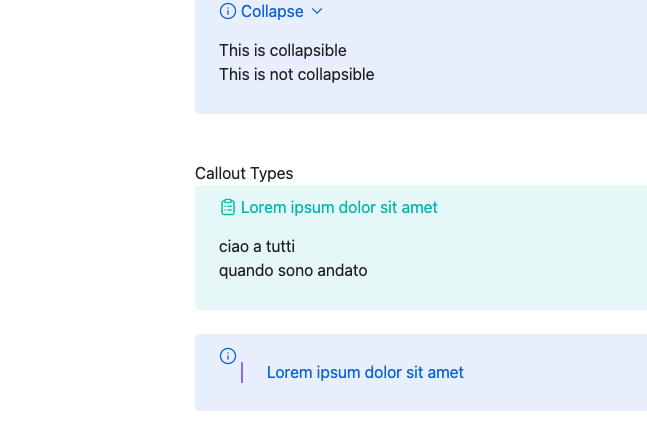 Collapse
This is collapsible
This is not collapsible
Callout Types
Lorem ipsum dolor sit amet
ciao a tutti
quando sono andato
Lorem ipsum dolor sit amet